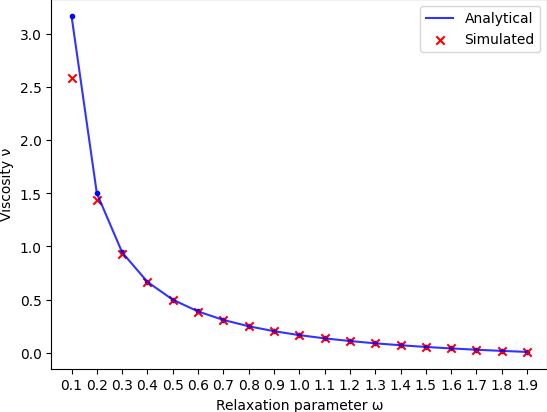 Analytical
Simulated
Viscosity ν
3.0
2.5
2.0
1.5
1.0
0.5
0.0
0.1 0.2 0.3 0.4 0.5 0.6 0.7 0.8 0.9 1.0 1.1 1.2 1.3 1.4 1.5 1.6 1.7 1.8 1.9
Relaxation parameter ω